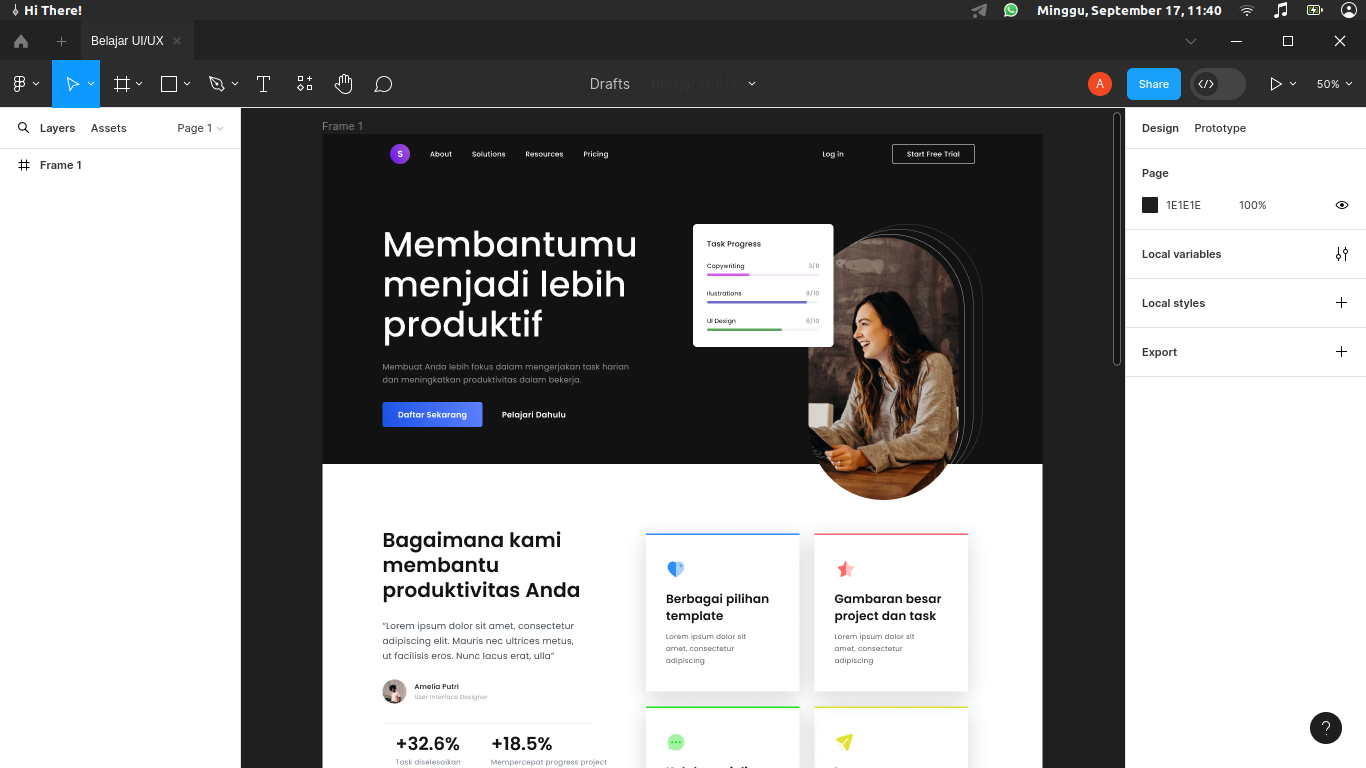 Hi There!
Minggu, September 17, 11:40
Belajar UI/UX
Drafts
Belajar UI/UX
A
Share
50%
Layers
Assets
Page 1
Frame 1
Frame 1
S
About
Solutions
Resources
Pricing
Log in
Start Free Trial
Membantumu
menjadi lebih
produktif
Membuat Anda lebih fokus dalam mengerjakan task harian
dan meningkatkan produktivitas dalam bekerja.
Daftar Sekarang
Pelajari Dahulu
Task Progress
Copywriting
3/8
Ilustrations
9/10
UI Design
6/10
Bagaimana kami
membantu
produktivitas Anda
“Lorem ipsum dolor sit amet, consectetur
adipiscing elit. Mauris nec ultrices metus,
ut facilisis eros. Nunc lacus erat, ulla”
Amelia Putri
User Interface Designer
+32.6%
Task diselesaikan
+18.5%
Mempercepat progress project
Berbagai pilihan
template
Lorem ipsum dolor sit
amet, consectetur
adipiscing
Gambaran besar
project dan task
Lorem ipsum dolor sit
amet, consectetur
adipiscing
Design
Prototype
Page
1E1E1E
100%
Local variables
Local styles
Export
?